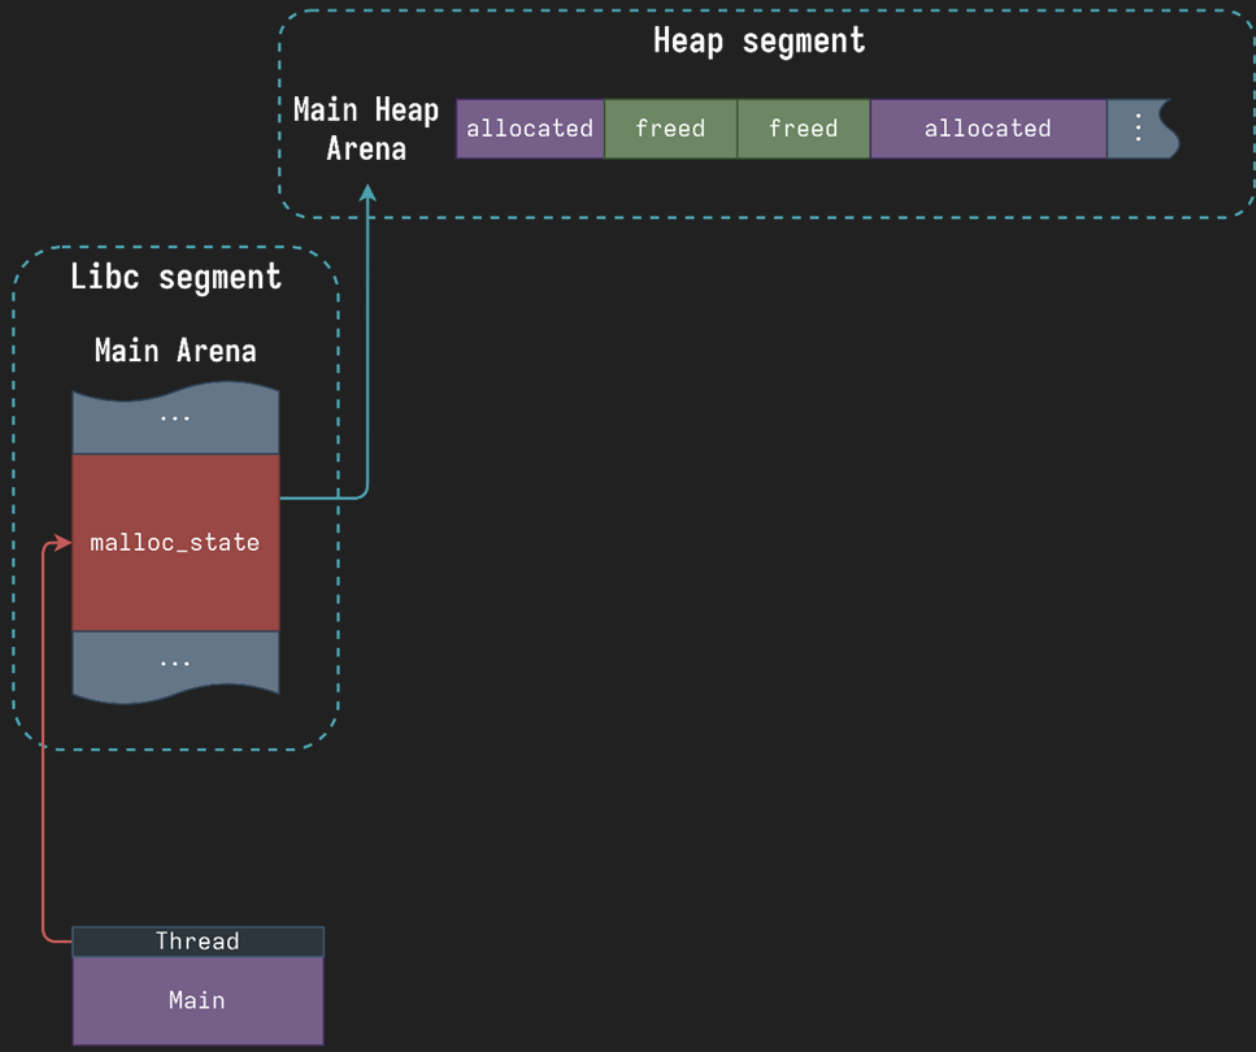 Heap segment
Main Heap
Arena
allocated
freed
freed
allocated
⋮
Libc segment
Main Arena
...
malloc_state
...
Thread
Main